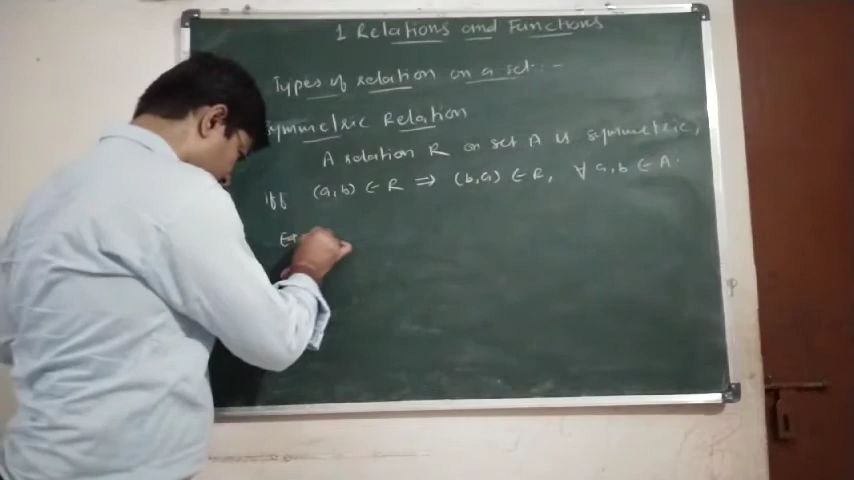 1 Relations and Functions
Types of relation on a set :-
Symmetric Relation
A relation R on set A is symmetric,
iff (a,b) ∈ R ⇒ (b,a) ∈ R, ∀ a,b ∈ A.